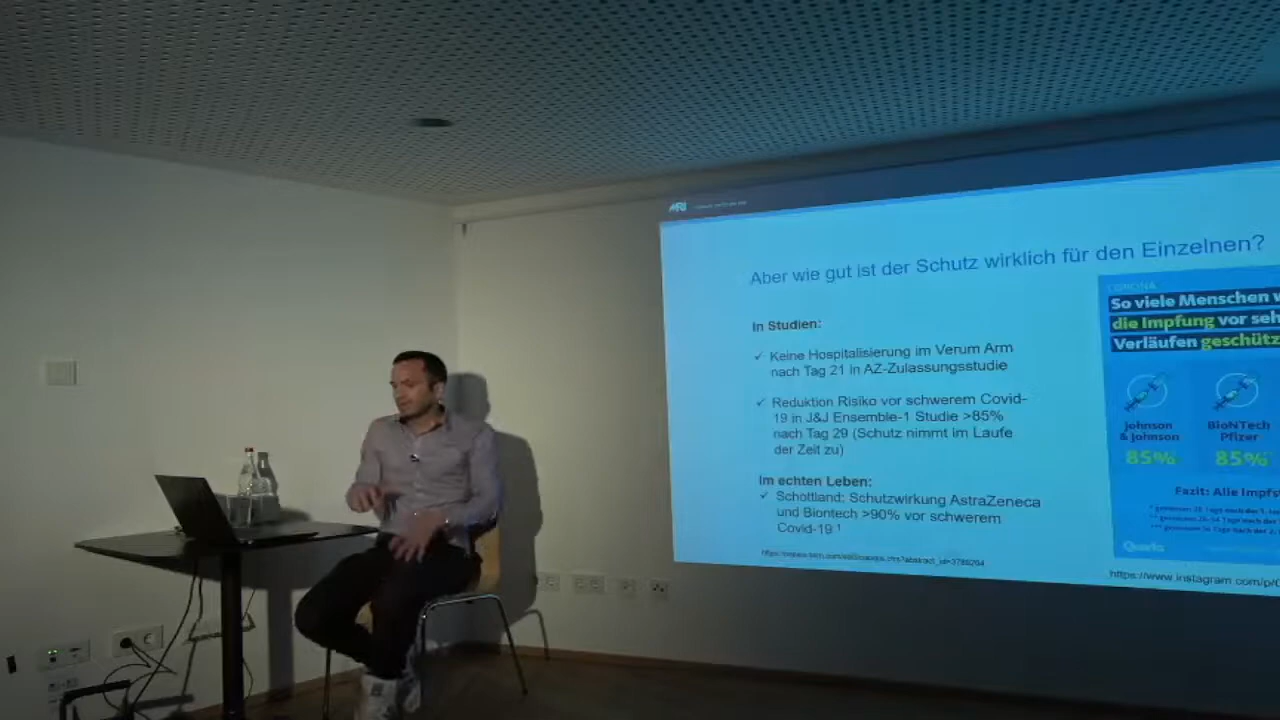 MRI
Aber wie gut ist der Schutz wirklich für den Einzelnen?
In Studien:
✓ Keine Hospitalisierung im Verum Arm
nach Tag 21 in AZ-Zulassungsstudie
✓ Reduktion Risiko vor schwerem Covid-
19 in J&J Ensemble-1 Studie >85%
nach Tag 29 (Schutz nimmt im Laufe
der Zeit zu)
Im echten Leben:
✓ Schottland: Schutzwirkung AstraZeneca
und Biontech >90% vor schwerem
Covid-19 ¹
CORONA
So viele Menschen
die Impfung vor
Verläufen
Johnson
& Johnson
85%
BioNTech
Pfizer
85%
Fazit: Alle
Quarks
https://www.instagram.com/p/